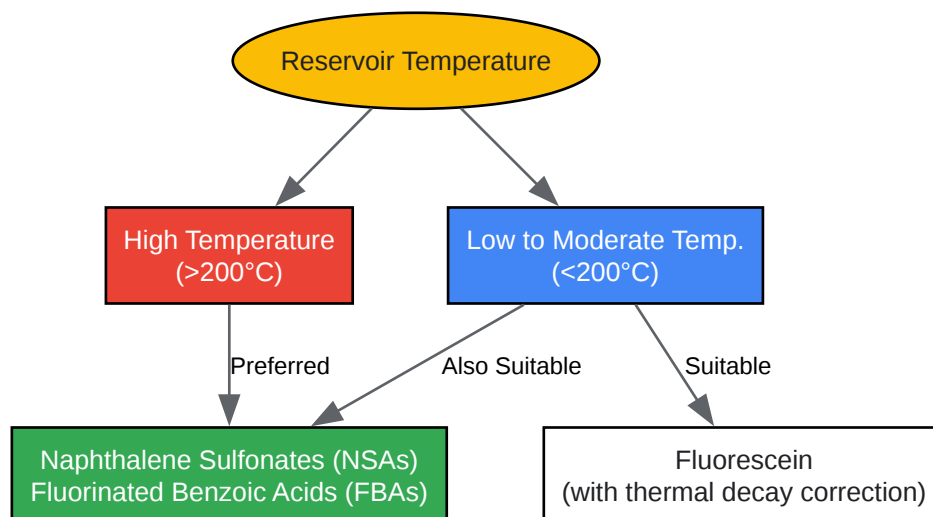 Reservoir Temperature
High Temperature
(>200°C)
Low to Moderate Temp.
(<200°C)
Preferred
Also Suitable
Suitable
Naphthalene Sulfonates (NSAs)
Fluorinated Benzoic Acids (FBAs)
Fluorescein
(with thermal decay correction)